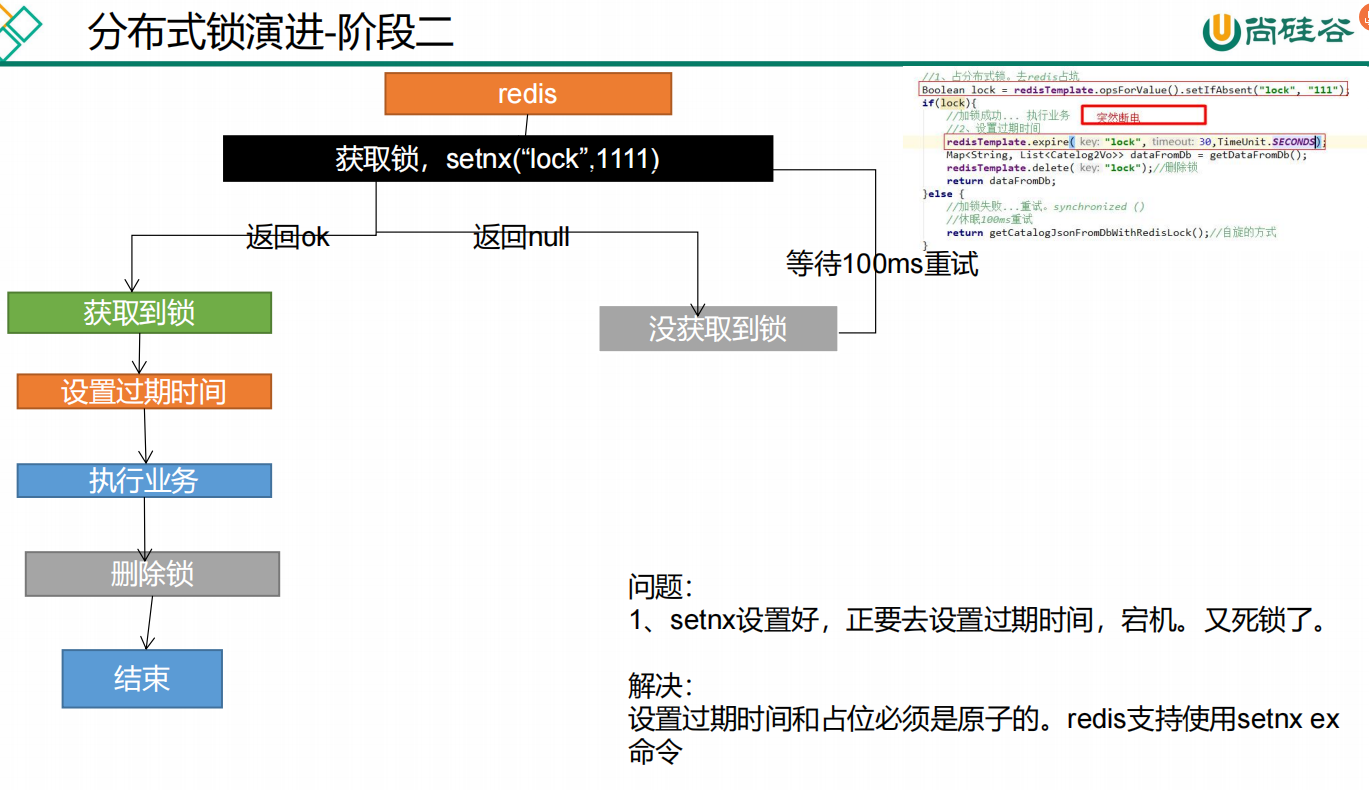 分布式锁演进-阶段二
尚硅谷
redis
获取锁，setnx(“lock”,1111)
返回ok
返回null
等待100ms重试
获取到锁
没获取到锁
设置过期时间
执行业务
删除锁
结束
//1、占分布式锁。去redis占坑
Boolean lock = redisTemplate.opsForValue().setIfAbsent("lock", "111");
if(lock){
//加锁成功... 执行业务 突然断电
//2、设置过期时间
redisTemplate.expire( key: "lock", timeout: 30,TimeUnit.SECONDS);
Map<String, List<Catelog2Vo>> dataFromDb = getDataFromDb();
redisTemplate.delete( key: "lock");//删除锁
return dataFromDb;
}else {
//加锁失败...重试。synchronized ()
//休眠100ms重试
return getCatalogJsonFromDbWithRedisLock();//自旋的方式
}
问题：
1、setnx设置好，正要去设置过期时间，宕机。又死锁了。
解决：
设置过期时间和占位必须是原子的。redis支持使用setnx ex
命令